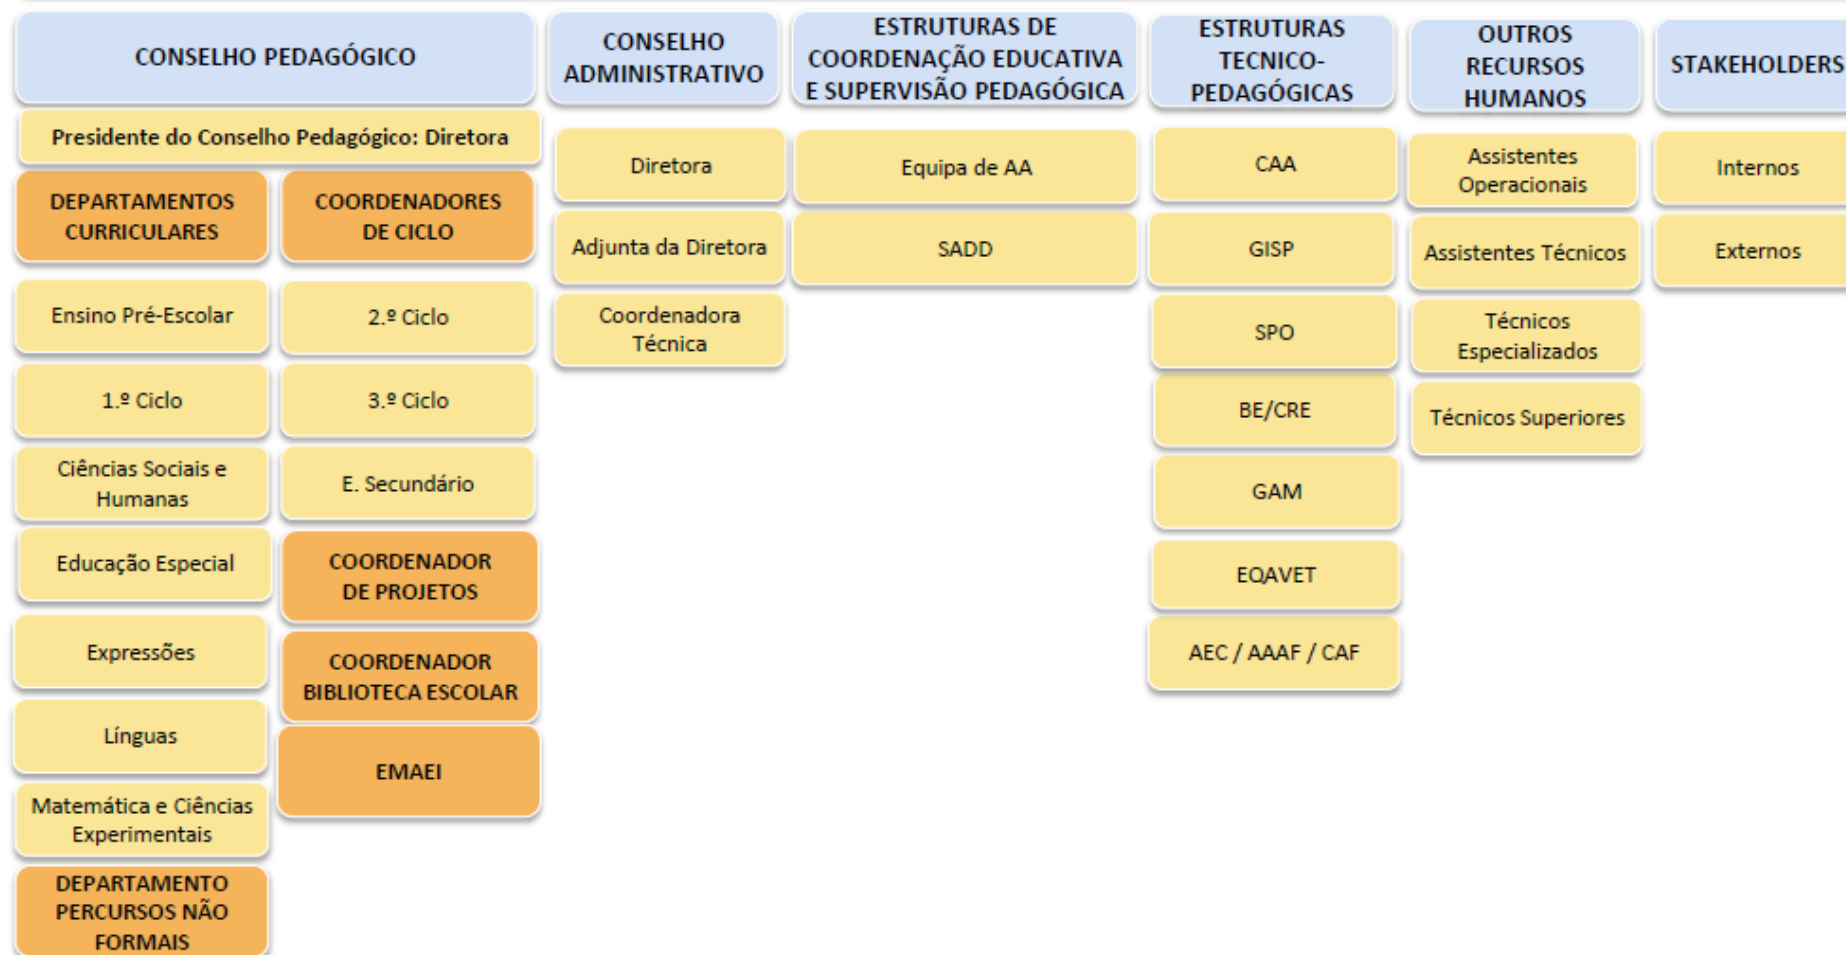 CONSELHO PEDAGÓGICO
Presidente do Conselho Pedagógico: Diretora
DEPARTAMENTOS
CURRICULARES
Ensino Pré-Escolar
1.º Ciclo
Ciências Sociais e
Humanas
Educação Especial
Expressões
Línguas
Matemática e Ciências
Experimentais
DEPARTAMENTO
PERCURSOS NÃO
FORMAIS
COORDENADORES
DE CICLO
2.º Ciclo
3.º Ciclo
E. Secundário
COORDENADOR
DE PROJETOS
COORDENADOR
BIBLIOTECA ESCOLAR
EMAEI
CONSELHO
ADMINISTRATIVO
Diretora
Adjunta da Diretora
Coordenadora
Técnica
ESTRUTURAS DE
COORDENAÇÃO EDUCATIVA
E SUPERVISÃO PEDAGÓGICA
Equipa de AA
SADD
ESTRUTURAS
TECNICO-
PEDAGÓGICAS
CAA
GISP
SPO
BE/CRE
GAM
EQAVET
AEC / AAAF / CAF
OUTROS
RECURSOS
HUMANOS
Assistentes
Operacionais
Assistentes Técnicos
Técnicos
Especializados
Técnicos Superiores
STAKEHOLDERS
Internos
Externos